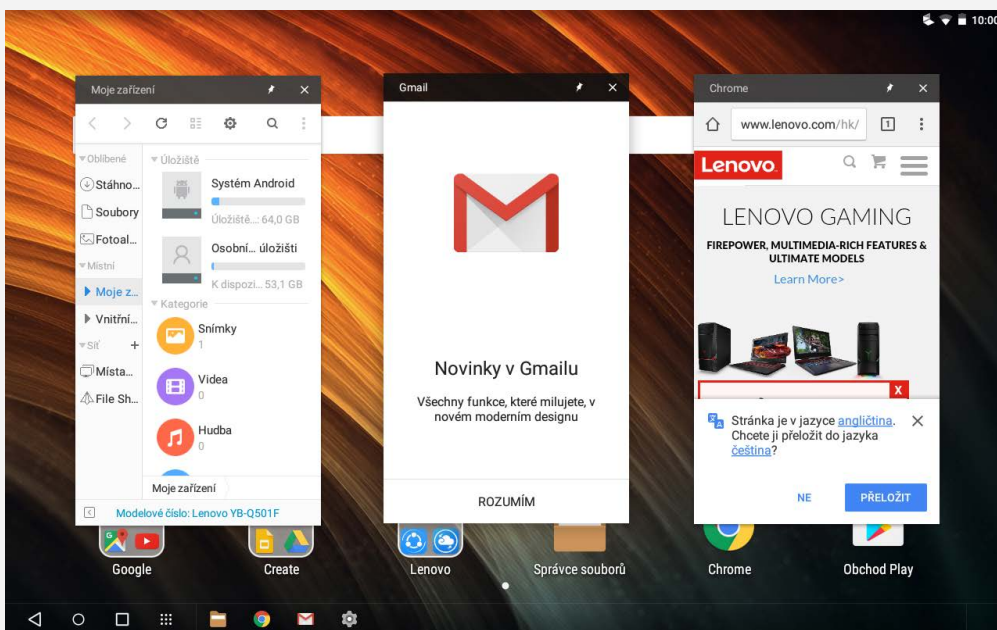 10:00
Moje zařízení
Oblíbené
Stáhno...
Soubory
Fotoal...
Místní
Moje z...
Vnitřní...
Síť +
Místa...
File Sh...
Úložiště
Systém Android
Úložiště...: 64,0 GB
Osobní... úložišti
K dispozi... 53,1 GB
Kategorie
Snímky
1
Videa
0
Hudba
0
Moje zařízení
Modelové číslo: Lenovo YB-Q501F
Gmail
Novinky v Gmailu
Všechny funkce, které milujete, v
novém moderním designu
ROZUMÍM
Chrome
www.lenovo.com/hk/
1
Lenovo
LENOVO GAMING
FIREPOWER, MULTIMEDIA-RICH FEATURES &
ULTIMATE MODELS
Learn More>
X
Stránka je v jazyce angličtina.
Chcete ji přeložit do jazyka
čeština?
NE
PŘELOŽIT
Google
Create
Lenovo
Správce souborů
Chrome
Obchod Play